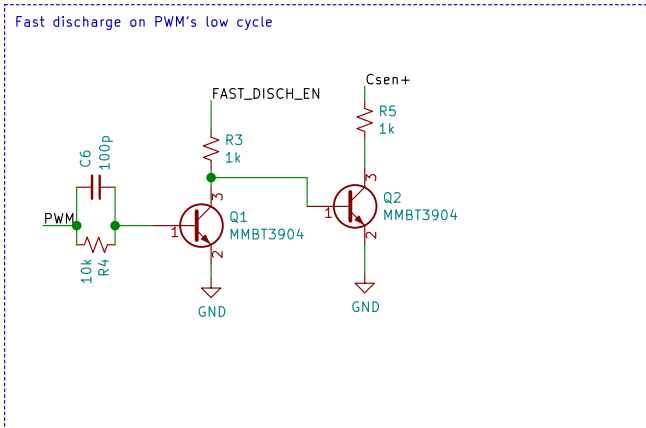 Fast discharge on PWM's low cycle
Csen+
FAST_DISCH_EN
R5
1k
R3
1k
C6
100p
3
3
Q2
MMBT3904
1
PWM
Q1
MMBT3904
1
2
2
10k
R4
GND
GND